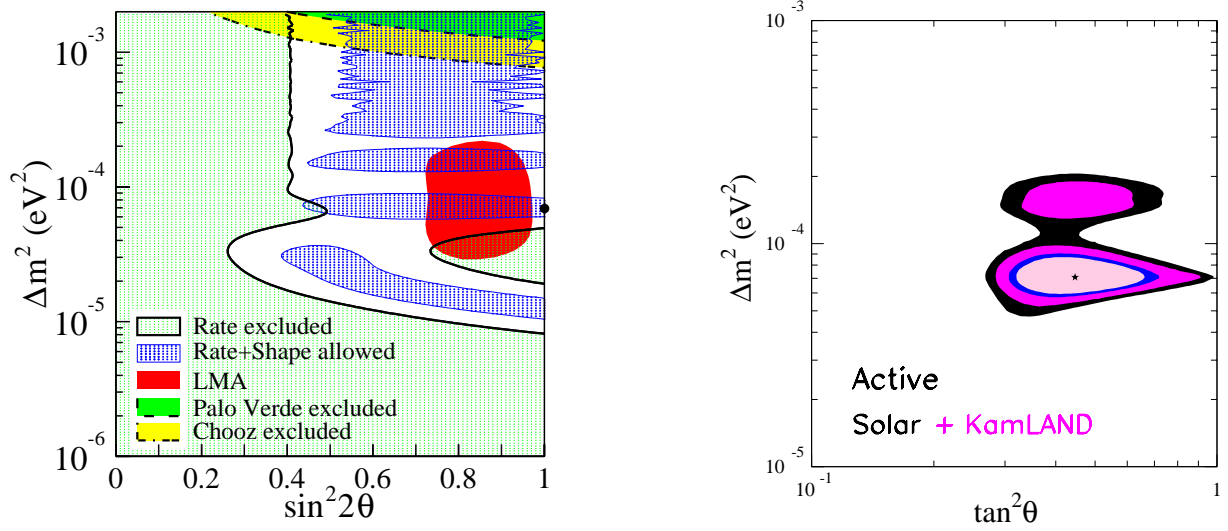 10^-3
10^-4
10^-5
10^-6
Δm² (eV²)
Rate excluded
Rate+Shape allowed
LMA
Palo Verde excluded
Chooz excluded
0 0.2 0.4 0.6 0.8 1
sin²2θ
10^-3
10^-4
10^-5
Δm² (eV²)
Active
Solar + KamLAND
10^-1 1
tan²θ